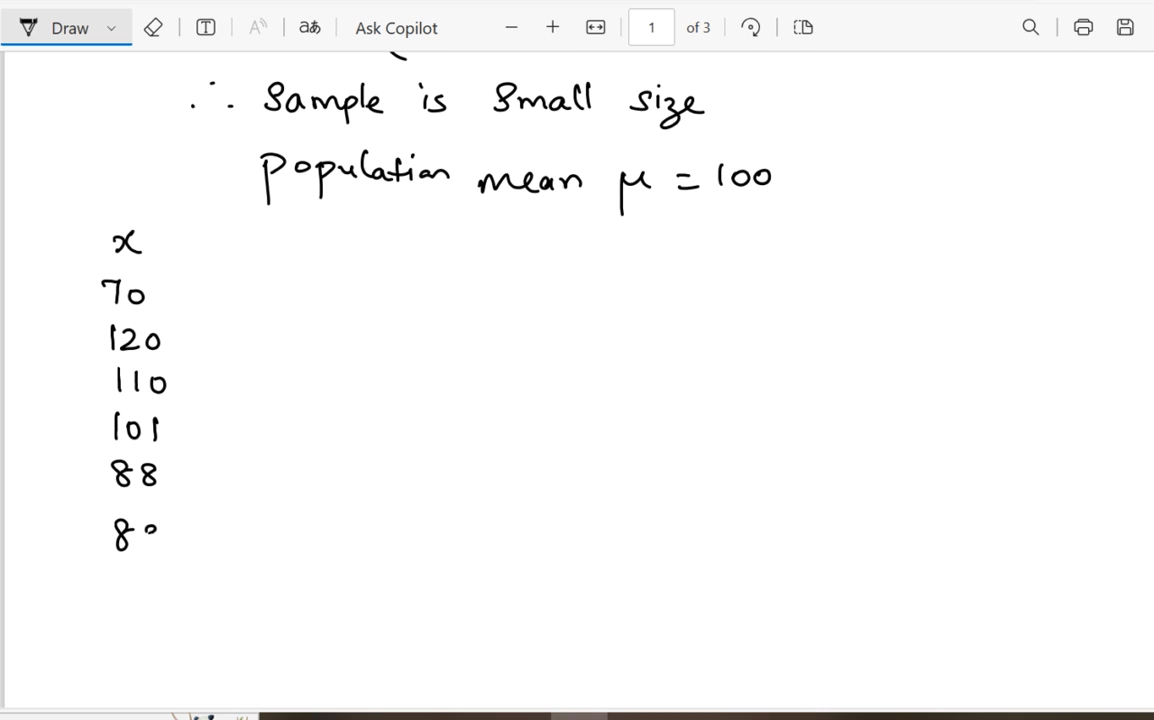 Draw
Ask Copilot
1 of 3
∴ Sample is Small size
Population mean μ = 100
x
70
120
110
101
88
80